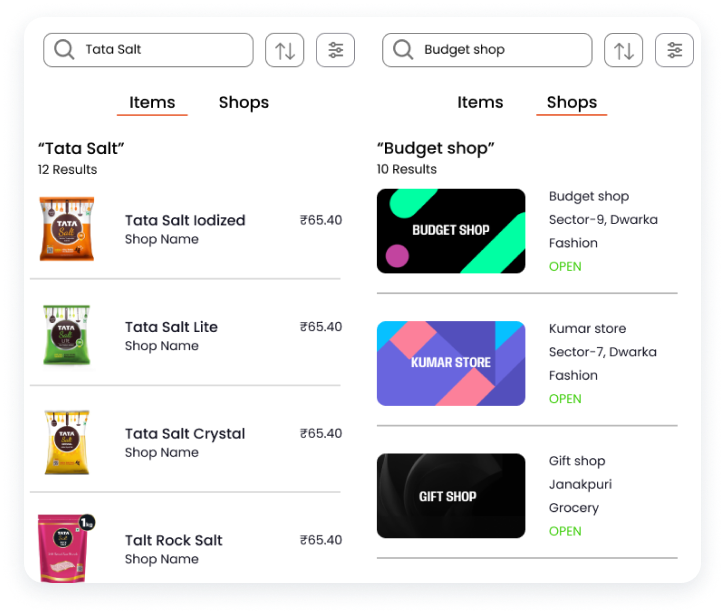 Tata Salt
Items Shops
“Tata Salt”
12 Results
TATA
Salt
Tata Salt Iodized ₹65.40
Shop Name
TATA
Salt
LITE
Tata Salt Lite ₹65.40
Shop Name
TATA
Salt
Tata Salt Crystal ₹65.40
Shop Name
1kg
TATA
Salt
Talt Rock Salt ₹65.40
Shop Name
Budget shop
Items Shops
“Budget shop”
10 Results
BUDGET SHOP
Budget shop
Sector-9, Dwarka
Fashion
OPEN
KUMAR STORE
Kumar store
Sector-7, Dwarka
Fashion
OPEN
GIFT SHOP
Gift shop
Janakpuri
Grocery
OPEN